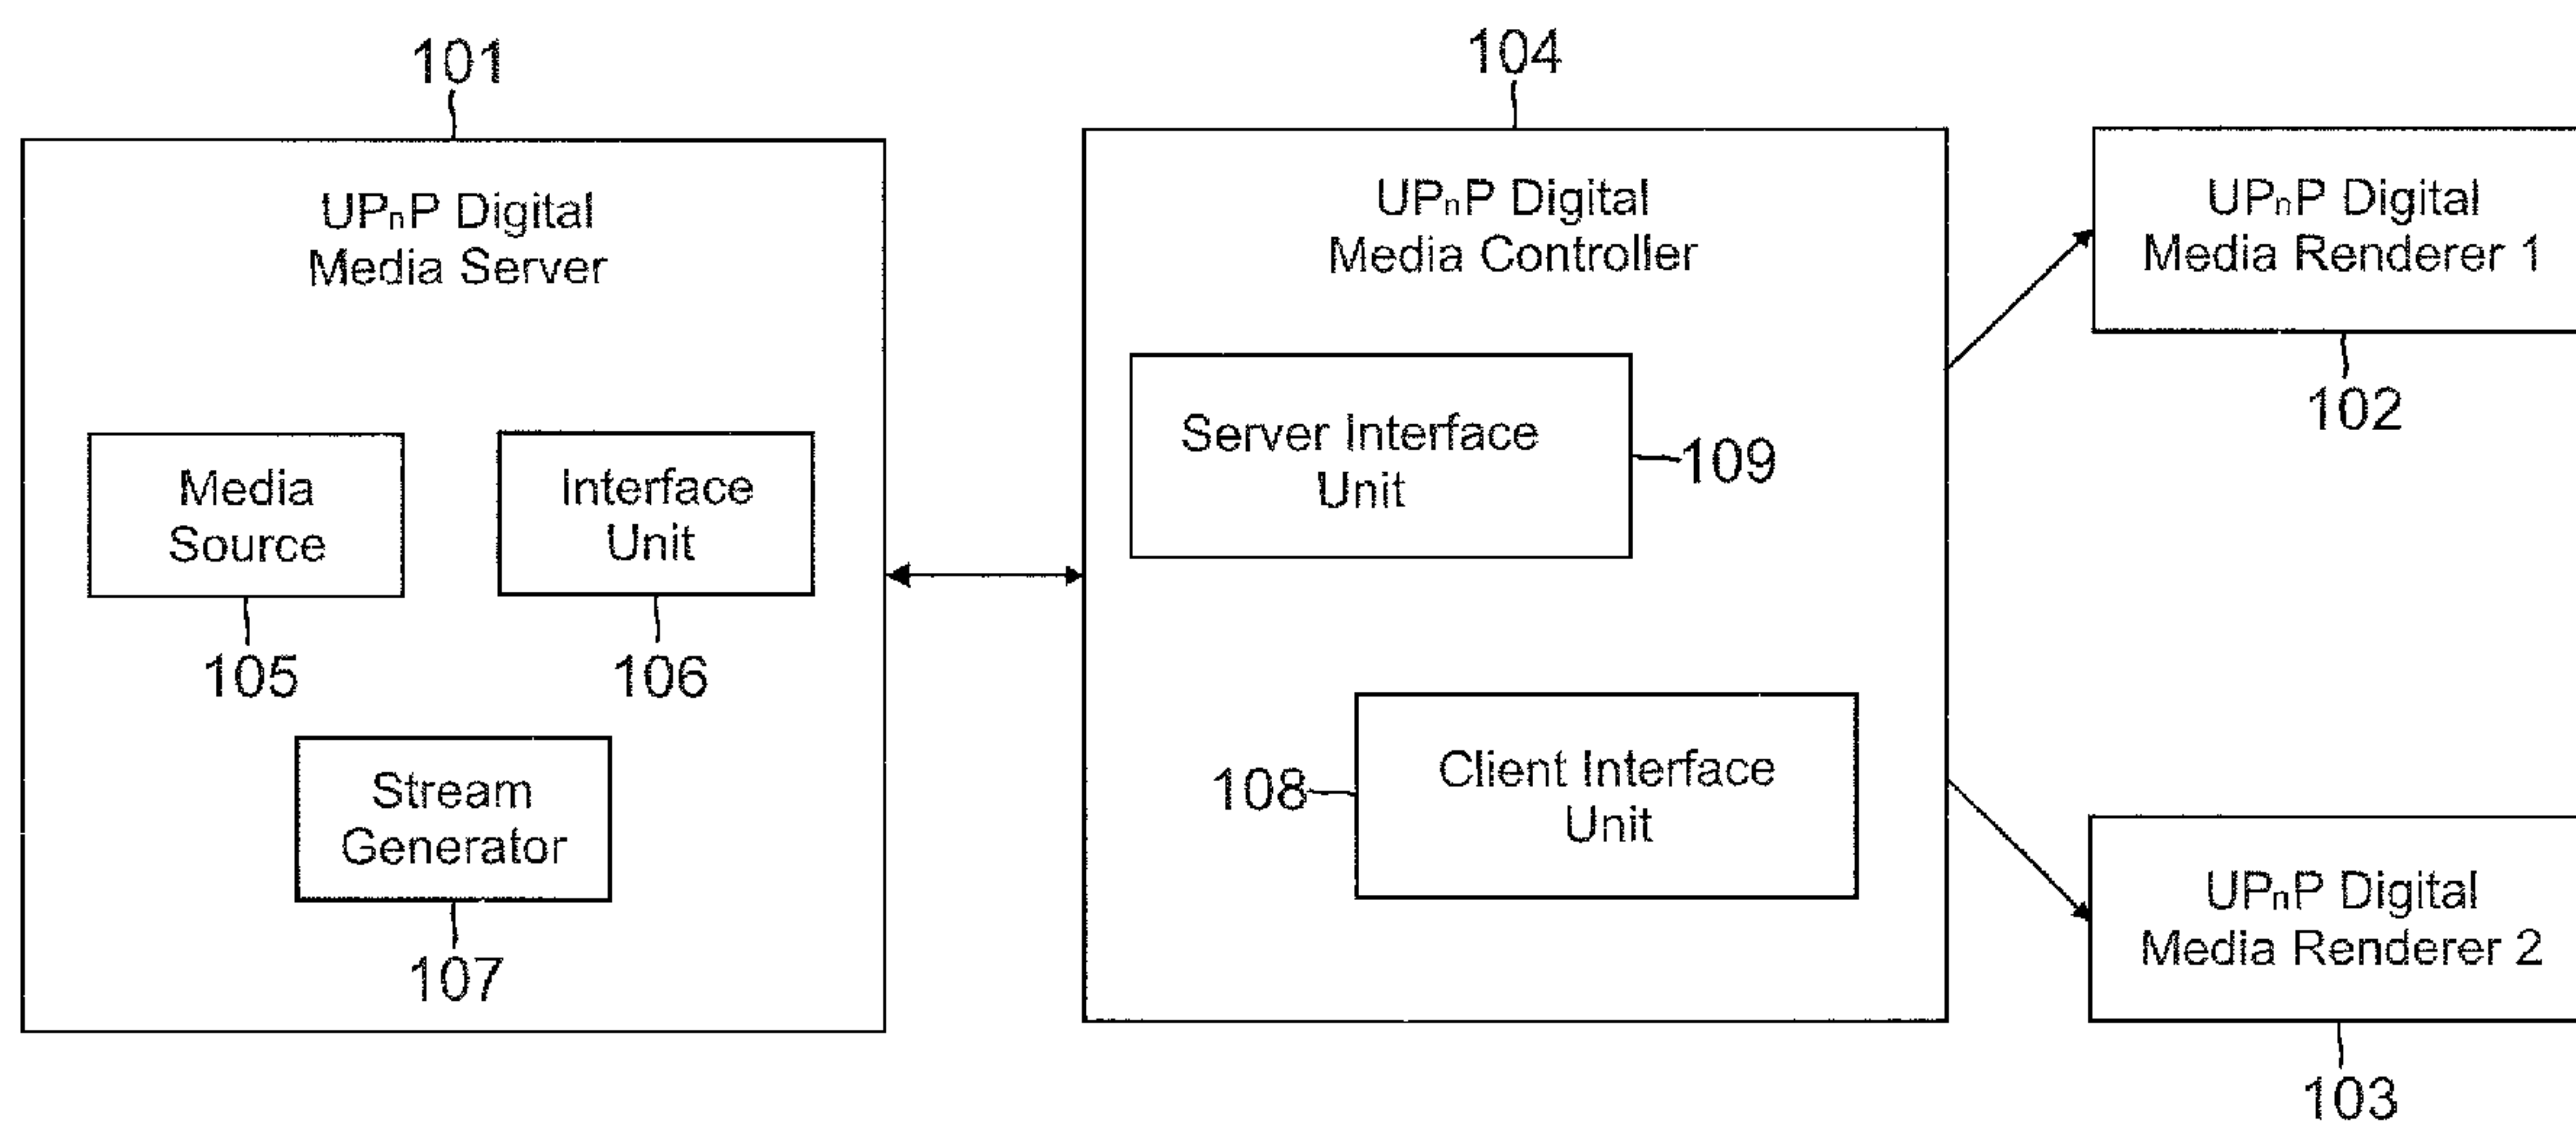 101
UPnP Digital
Media Server
Media
Source
105
Interface
Unit
106
Stream
Generator
107
104
UPnP Digital
Media Controller
Server Interface
Unit
109
108
Client Interface
Unit
UPnP Digital
Media Renderer 1
102
UPnP Digital
Media Renderer 2
103